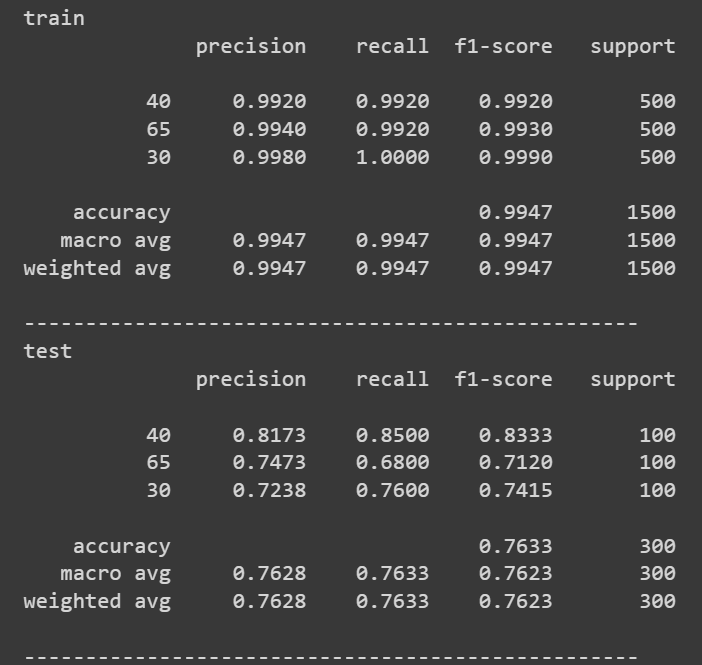 train
precision recall f1-score support
40 0.9920 0.9920 0.9920 500
65 0.9940 0.9920 0.9930 500
30 0.9980 1.0000 0.9990 500
accuracy 0.9947 1500
macro avg 0.9947 0.9947 0.9947 1500
weighted avg 0.9947 0.9947 0.9947 1500
--------------------------------------------------
test
precision recall f1-score support
40 0.8173 0.8500 0.8333 100
65 0.7473 0.6800 0.7120 100
30 0.7238 0.7600 0.7415 100
accuracy 0.7633 300
macro avg 0.7628 0.7633 0.7623 300
weighted avg 0.7628 0.7633 0.7623 300
--------------------------------------------------